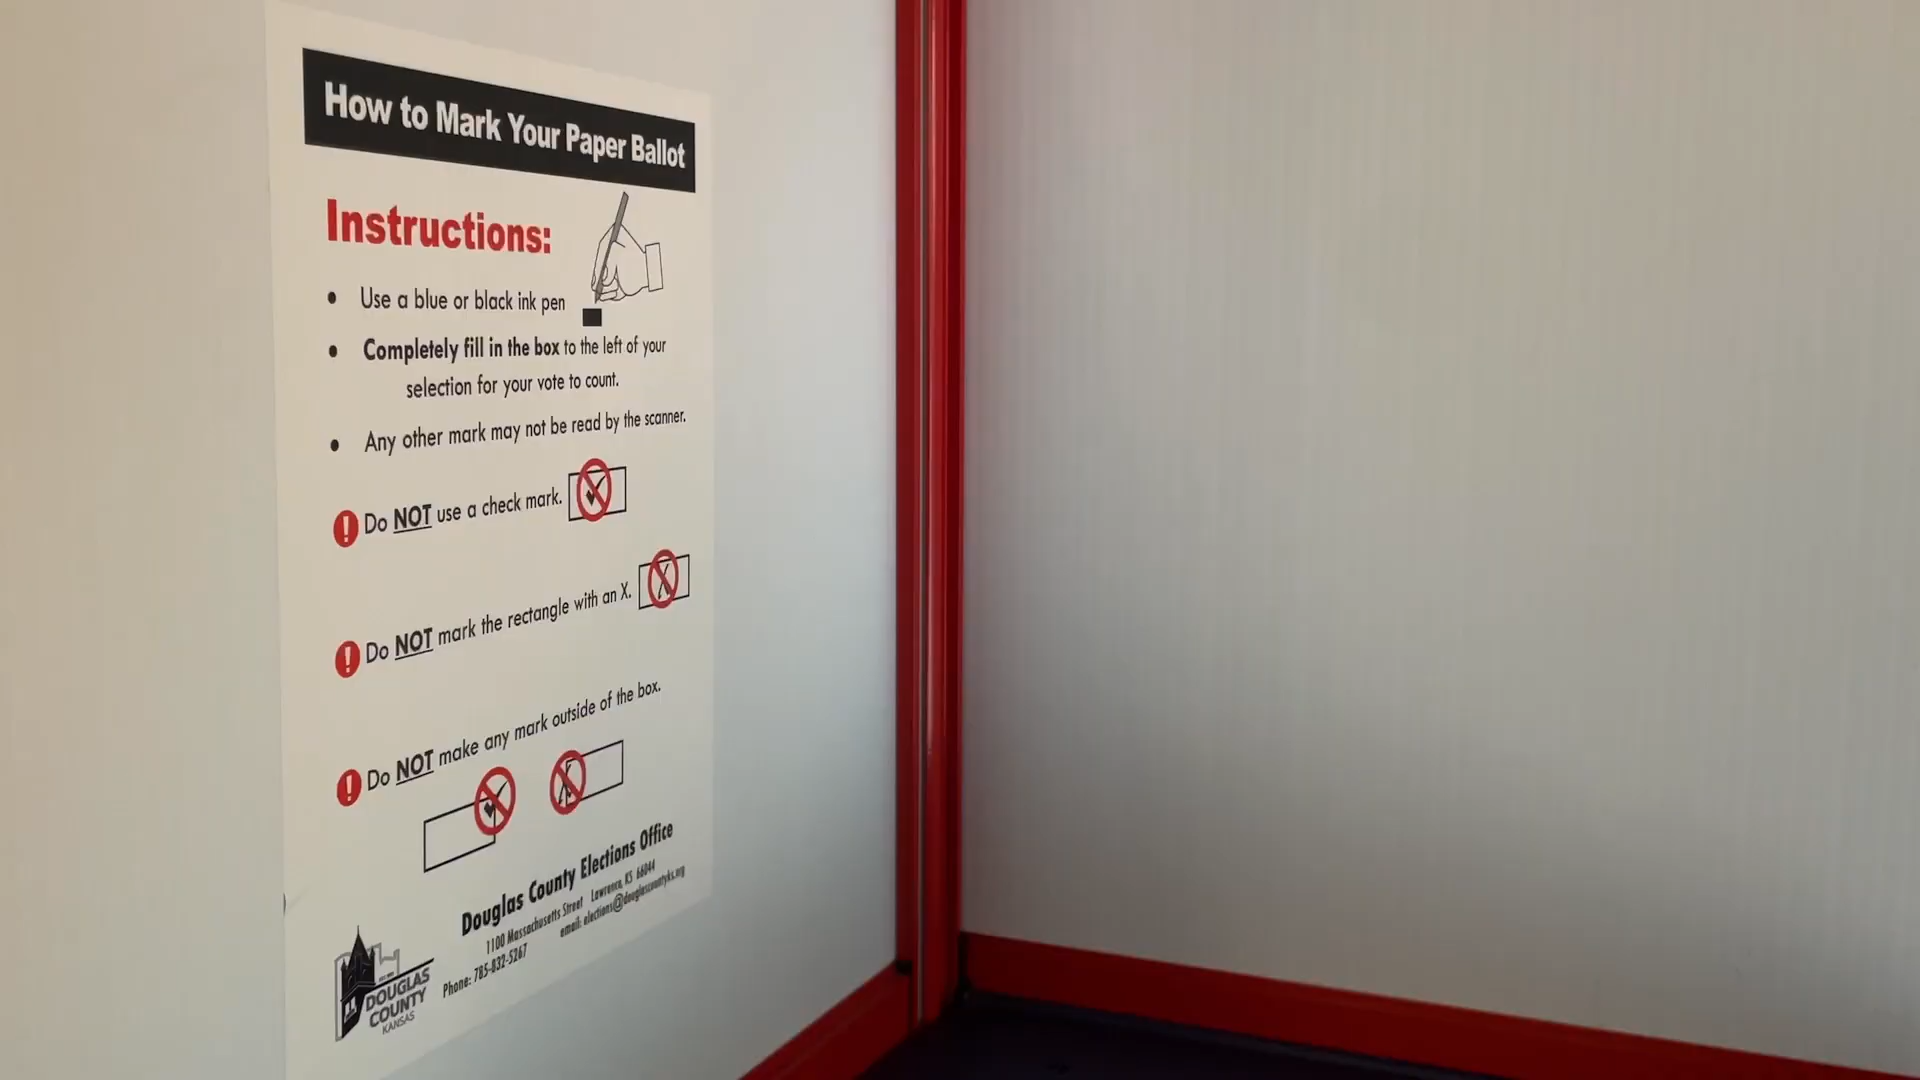 How to Mark Your Paper Ballot
Instructions:
• Use a blue or black ink pen
• Completely fill in the box to the left of your
selection for your vote to count.
• Any other mark may not be read by the scanner.
! Do NOT use a check mark.
! Do NOT mark the rectangle with an X.
! Do NOT make any mark outside of the box.
Douglas County Elections Office
1100 Massachusetts Street Lawrence, KS 66044
Phone: 785-832-5267 email: elections@douglascountyks.org
DOUGLAS
COUNTY
KANSAS